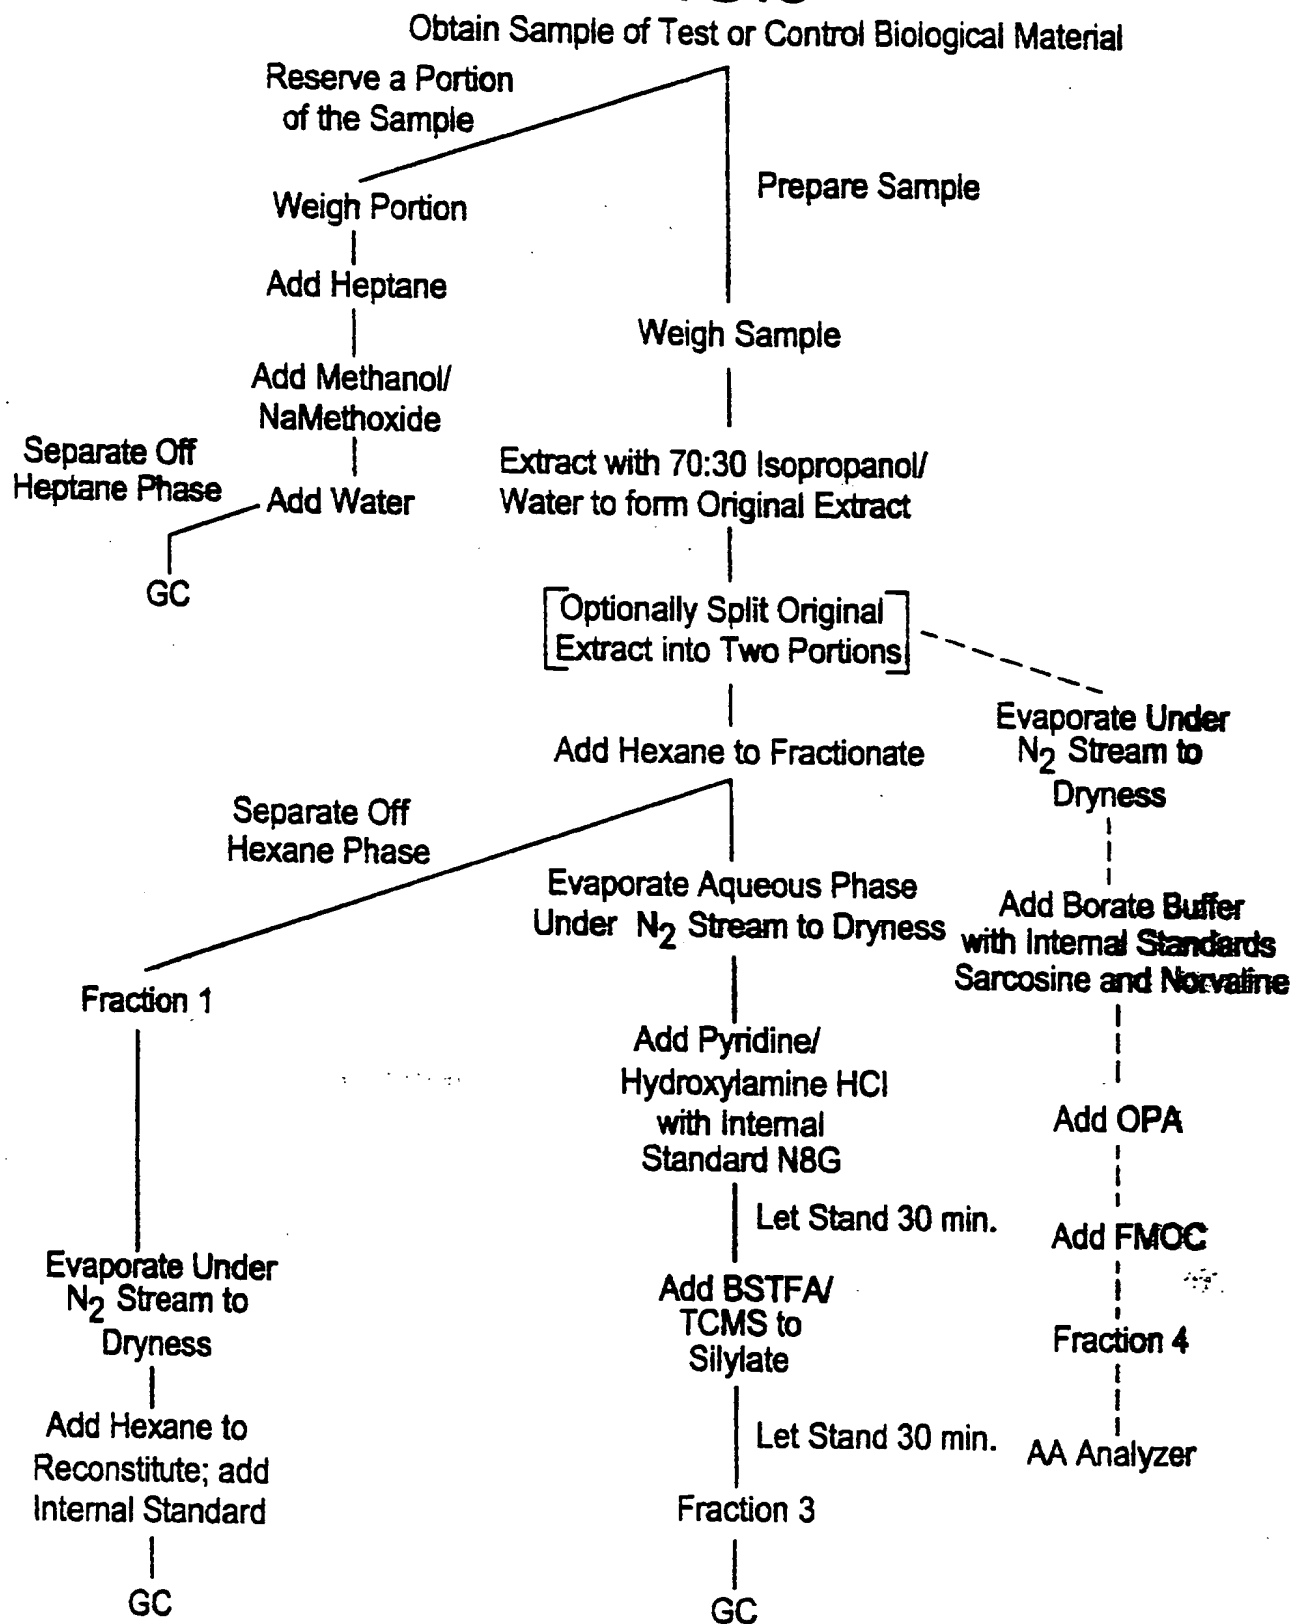 Obtain Sample of Test or Control Biological Material
Reserve a Portion
of the Sample
Prepare Sample
Weigh Portion
Add Heptane
Weigh Sample
Add Methanol/
NaMethoxide
Separate Off
Heptane Phase
Add Water
GC
Extract with 70:30 Isopropanol/
Water to form Original Extract
Optionally Split Original
Extract into Two Portions
Evaporate Under
N2 Stream to
Dryness
Add Hexane to Fractionate
Separate Off
Hexane Phase
Evaporate Aqueous Phase
Under N2 Stream to Dryness
Add Borate Buffer
with Internal Standards
Sarcosine and Norvaline
Fraction 1
Add Pyridine/
Hydroxylamine HCl
with Internal
Standard N8G
Add OPA
Let Stand 30 min.
Add FMOC
Evaporate Under
N2 Stream to
Dryness
Add BSTFA/
TCMS to
Silylate
Fraction 4
Add Hexane to
Reconstitute; add
Internal Standard
Let Stand 30 min.
AA Analyzer
Fraction 3
GC
GC